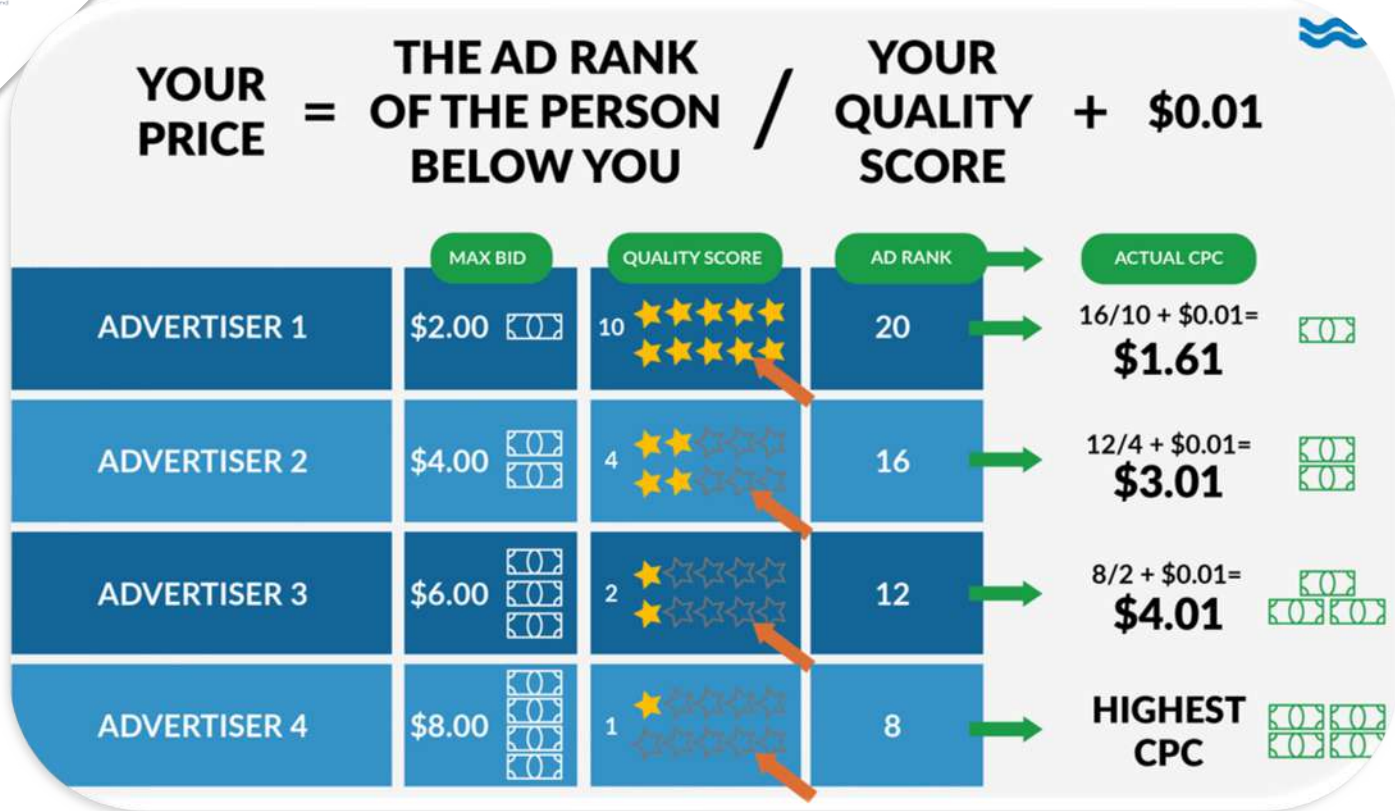 YOUR PRICE = THE AD RANK OF THE PERSON BELOW YOU / YOUR QUALITY SCORE + $0.01
MAX BID QUALITY SCORE AD RANK ACTUAL CPC
ADVERTISER 1 $2.00 10 20 16/10 + $0.01=
$1.61
ADVERTISER 2 $4.00 4 16 12/4 + $0.01=
$3.01
ADVERTISER 3 $6.00 2 12 8/2 + $0.01=
$4.01
ADVERTISER 4 $8.00 1 8 HIGHEST
CPC